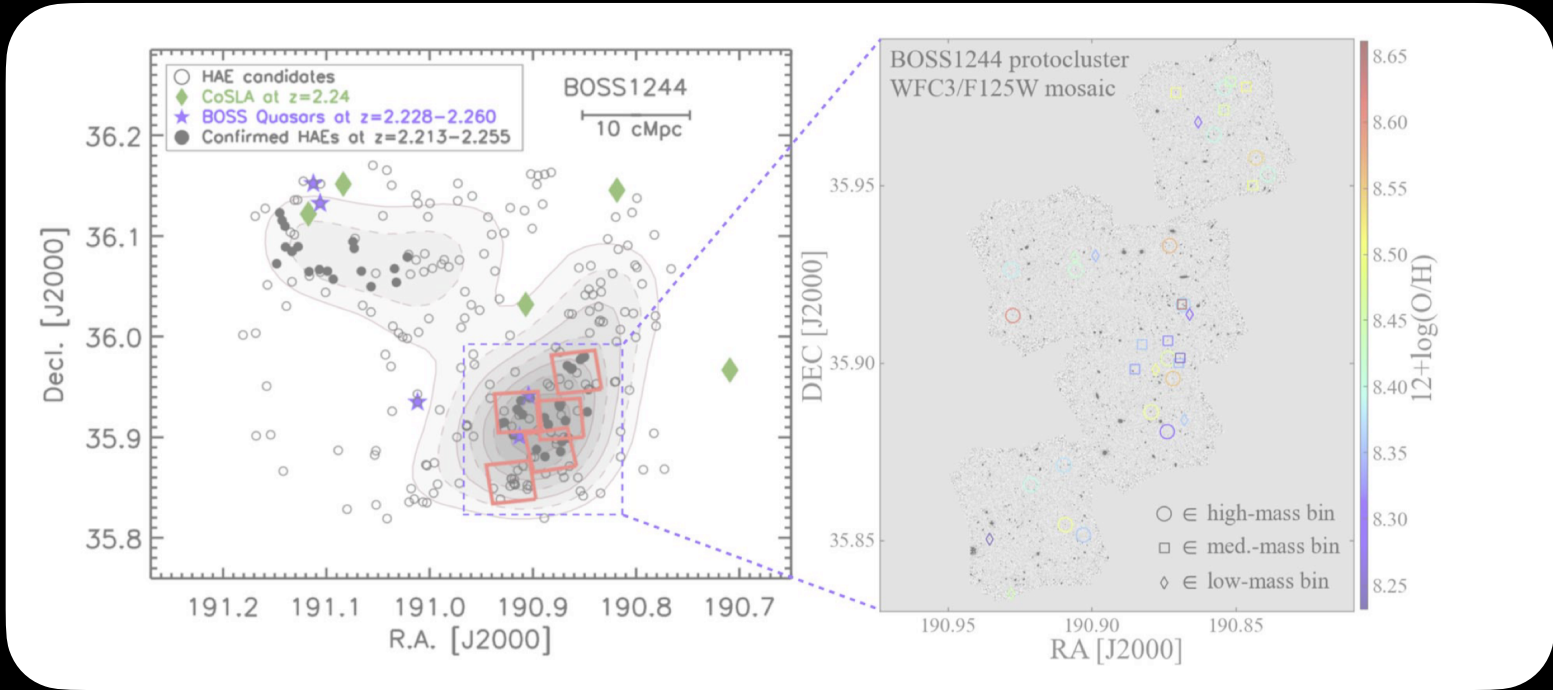 HAE candidates
CoSLA at z=2.24
BOSS Quasars at z=2.228−2.260
Confirmed HAEs at z=2.213−2.255
BOSS1244
10 cMpc
36.2
36.1
36.0
35.9
35.8
Decl. [J2000]
191.2 191.1 191.0 190.9 190.8 190.7
R.A. [J2000]
BOSS1244 protocluster
WFC3/F125W mosaic
35.95
35.90
35.85
DEC [J2000]
∈ high-mass bin
∈ med.-mass bin
∈ low-mass bin
190.95 190.90 190.85
RA [J2000]
8.65
8.60
8.55
8.50
8.45
8.40
8.35
8.30
8.25
12+log(O/H)